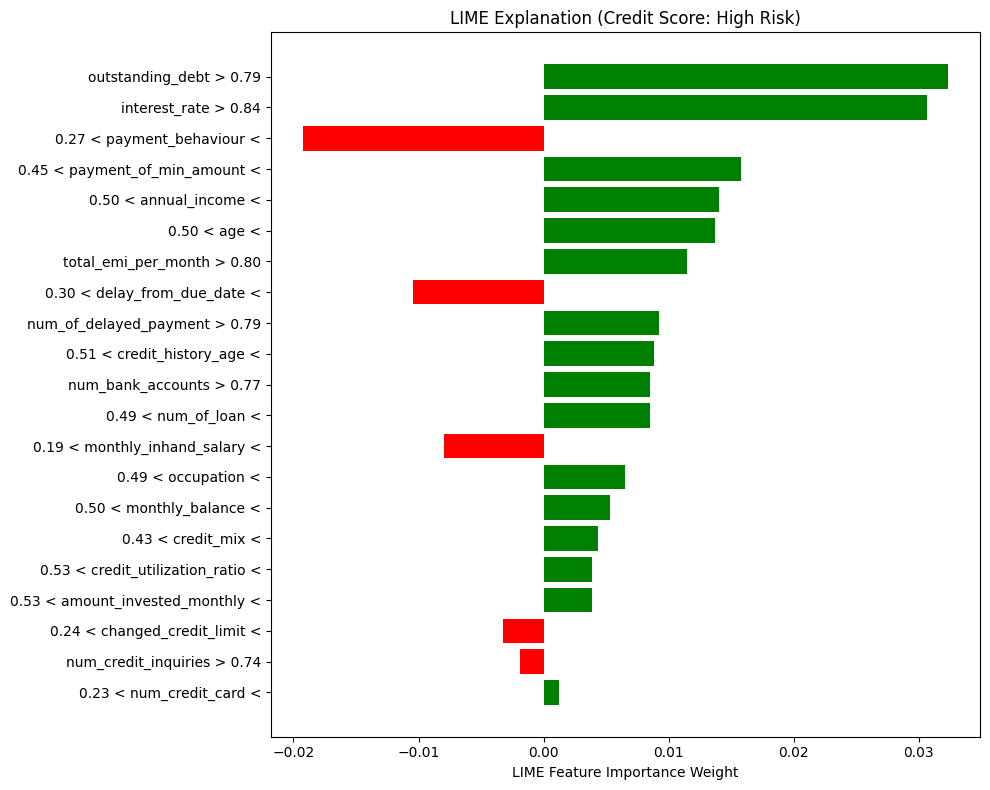 LIME Explanation (Credit Score: High Risk)
outstanding_debt > 0.79
interest_rate > 0.84
0.27 < payment_behaviour <
0.45 < payment_of_min_amount <
0.50 < annual_income <
0.50 < age <
total_emi_per_month > 0.80
0.30 < delay_from_due_date <
num_of_delayed_payment > 0.79
0.51 < credit_history_age <
num_bank_accounts > 0.77
0.49 < num_of_loan <
0.19 < monthly_inhand_salary <
0.49 < occupation <
0.50 < monthly_balance <
0.43 < credit_mix <
0.53 < credit_utilization_ratio <
0.53 < amount_invested_monthly <
0.24 < changed_credit_limit <
num_credit_inquiries > 0.74
0.23 < num_credit_card <
−0.02 −0.01 0.00 0.01 0.02 0.03
LIME Feature Importance Weight